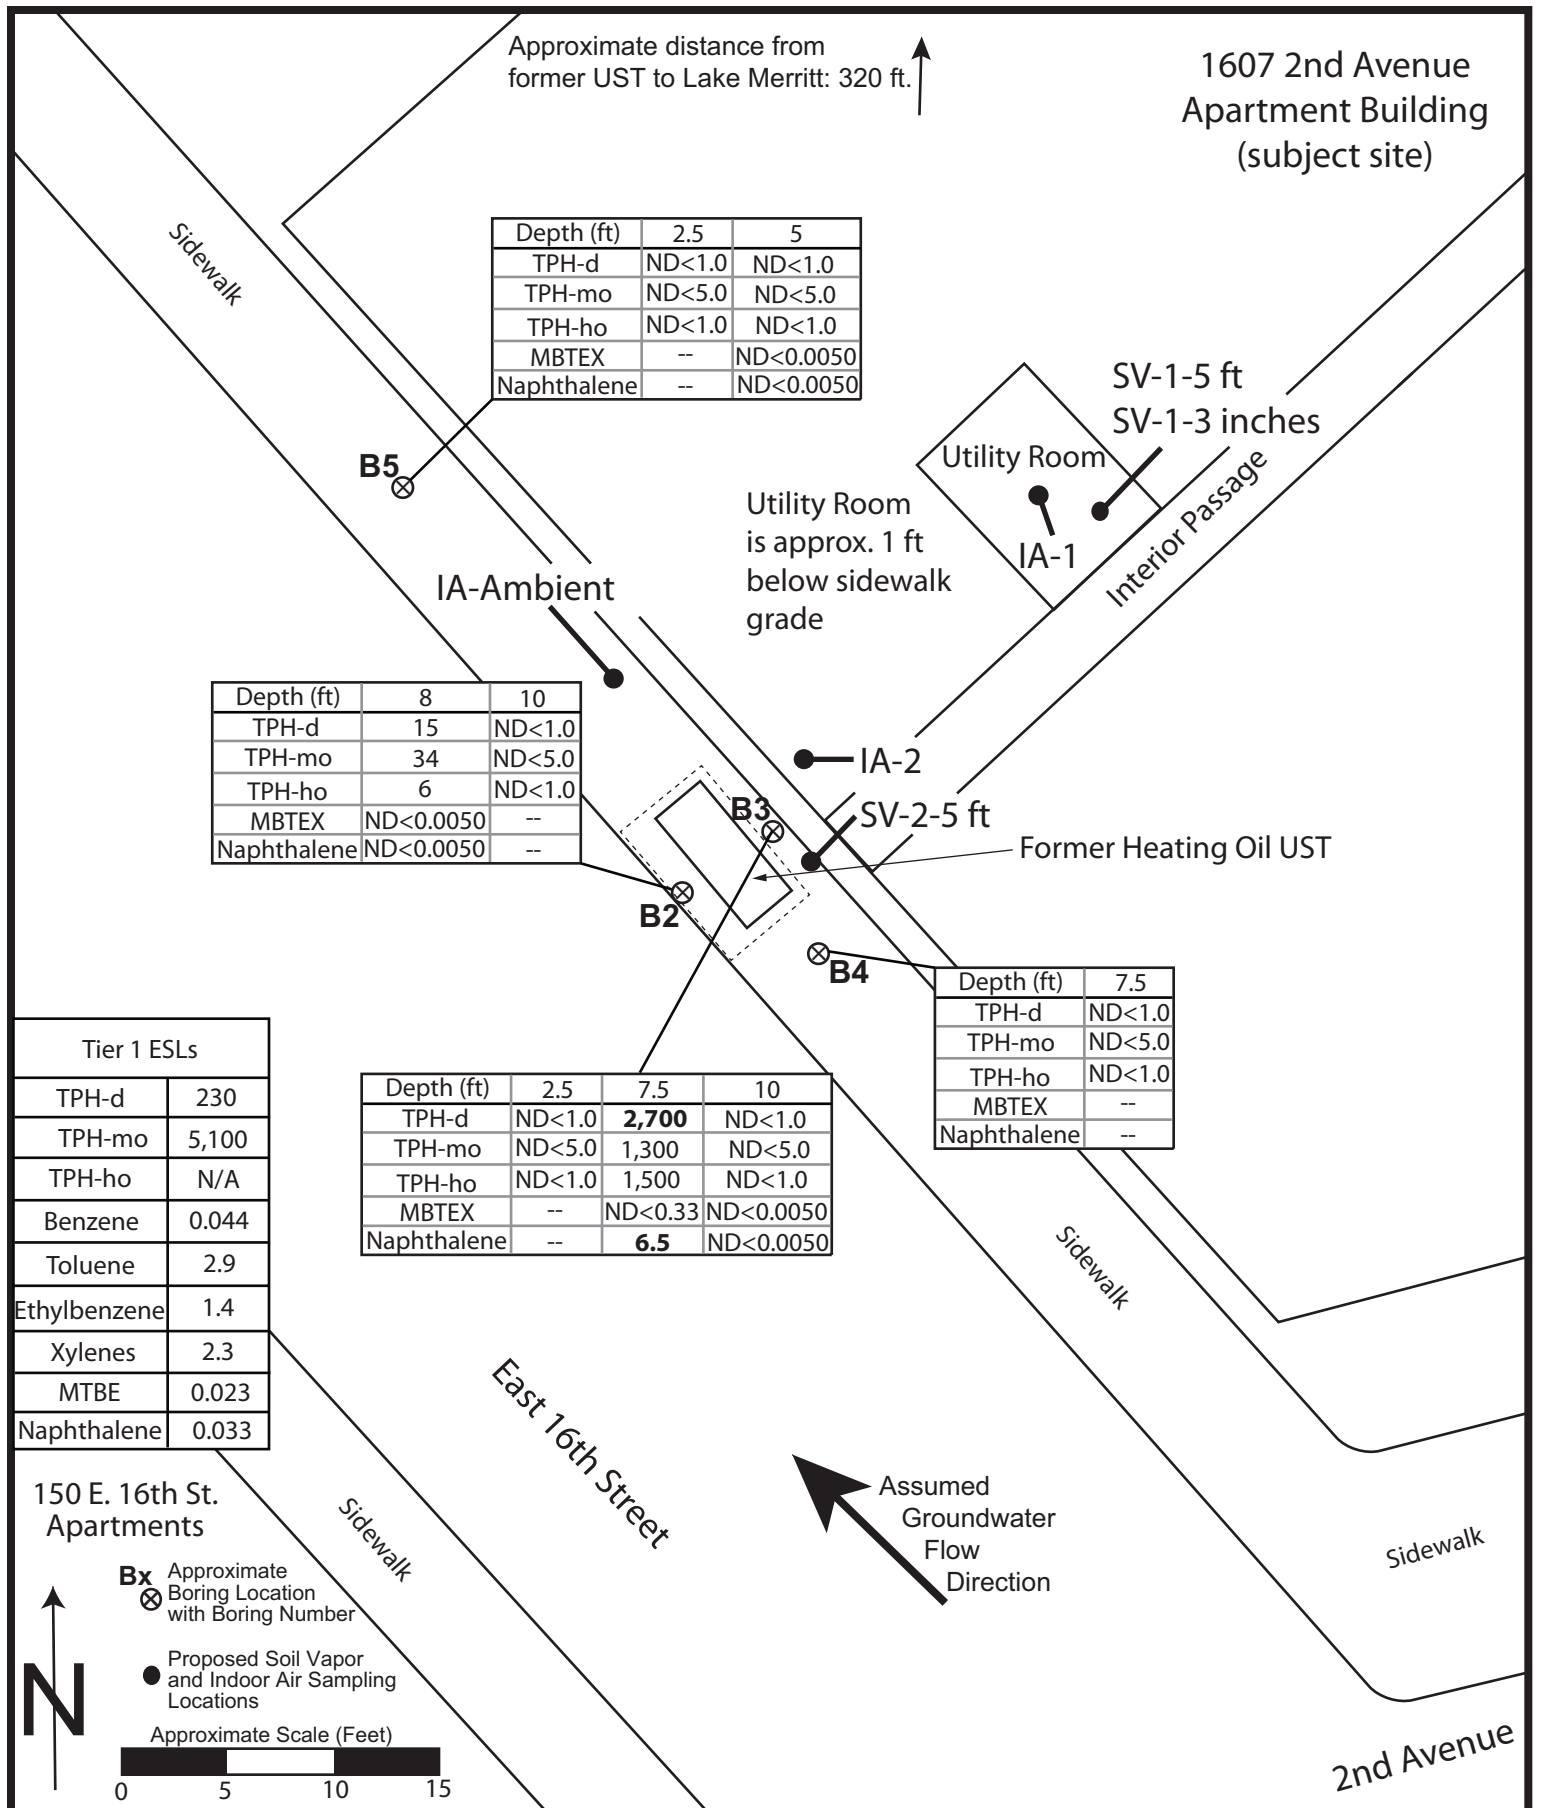 Approximate distance from
former UST to Lake Merritt: 320 ft.
1607 2nd Avenue
Apartment Building
(subject site)
Sidewalk
Depth (ft) 2.5 5
TPH-d ND<1.0 ND<1.0
TPH-mo ND<5.0 ND<5.0
TPH-ho ND<1.0 ND<1.0
MBTEX -- ND<0.0050
Naphthalene -- ND<0.0050
B5
SV-1-5 ft
SV-1-3 inches
Utility Room
IA-1
Interior Passage
Utility Room
is approx. 1 ft
below sidewalk
grade
IA-Ambient
Depth (ft) 8 10
TPH-d 15 ND<1.0
TPH-mo 34 ND<5.0
TPH-ho 6 ND<1.0
MBTEX ND<0.0050 --
Naphthalene ND<0.0050 --
IA-2
B3
SV-2-5 ft
Former Heating Oil UST
B2
B4
Depth (ft) 7.5
TPH-d ND<1.0
TPH-mo ND<5.0
TPH-ho ND<1.0
MBTEX --
Naphthalene --
Tier 1 ESLs
TPH-d 230
TPH-mo 5,100
TPH-ho N/A
Benzene 0.044
Toluene 2.9
Ethylbenzene 1.4
Xylenes 2.3
MTBE 0.023
Naphthalene 0.033
Depth (ft) 2.5 7.5 10
TPH-d ND<1.0 2,700 ND<1.0
TPH-mo ND<5.0 1,300 ND<5.0
TPH-ho ND<1.0 1,500 ND<1.0
MBTEX -- ND<0.33 ND<0.0050
Naphthalene -- 6.5 ND<0.0050
Sidewalk
East 16th Street
Assumed
Groundwater
Flow
Direction
150 E. 16th St.
Apartments
Sidewalk
Sidewalk
Bx Approximate
Boring Location
with Boring Number
Proposed Soil Vapor
and Indoor Air Sampling
Locations
N
Approximate Scale (Feet)
0 5 10 15
2nd Avenue